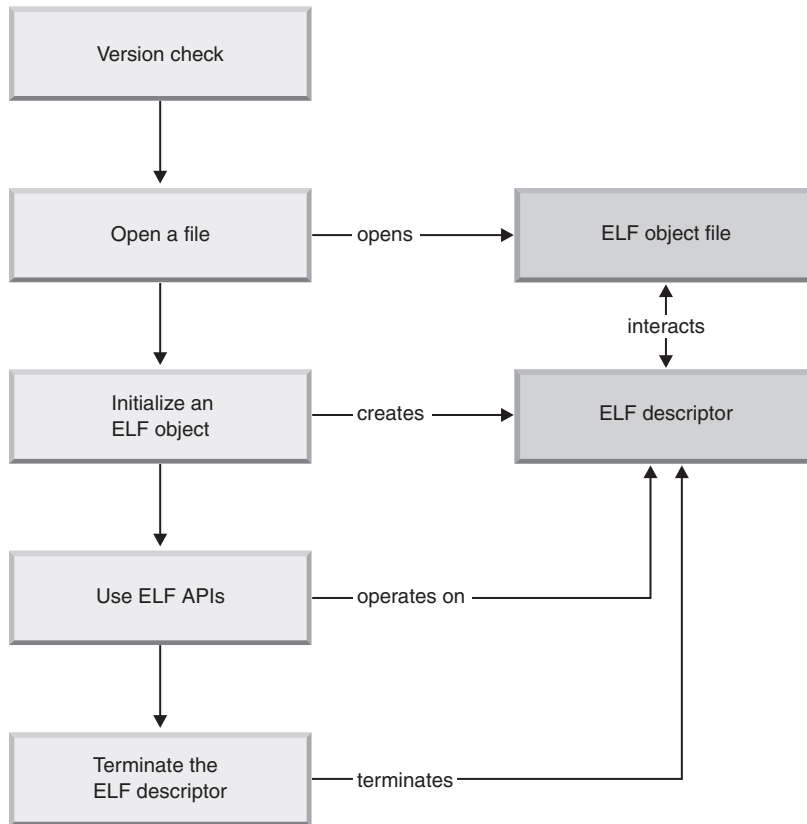 Version check
Open a file
opens
ELF object file
interacts
Initialize an
ELF object
creates
ELF descriptor
Use ELF APIs
operates on
Terminate the
ELF descriptor
terminates